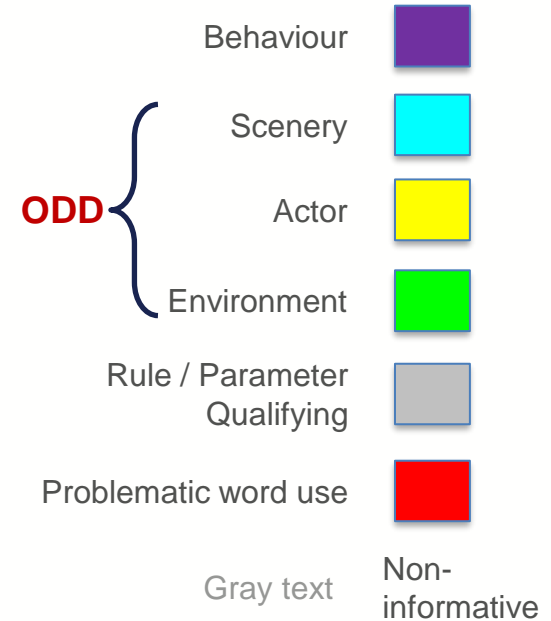 Behaviour
Scenery
ODD
Actor
Environment
Rule / Parameter
Qualifying
Problematic word use
Gray text
Non-
informative